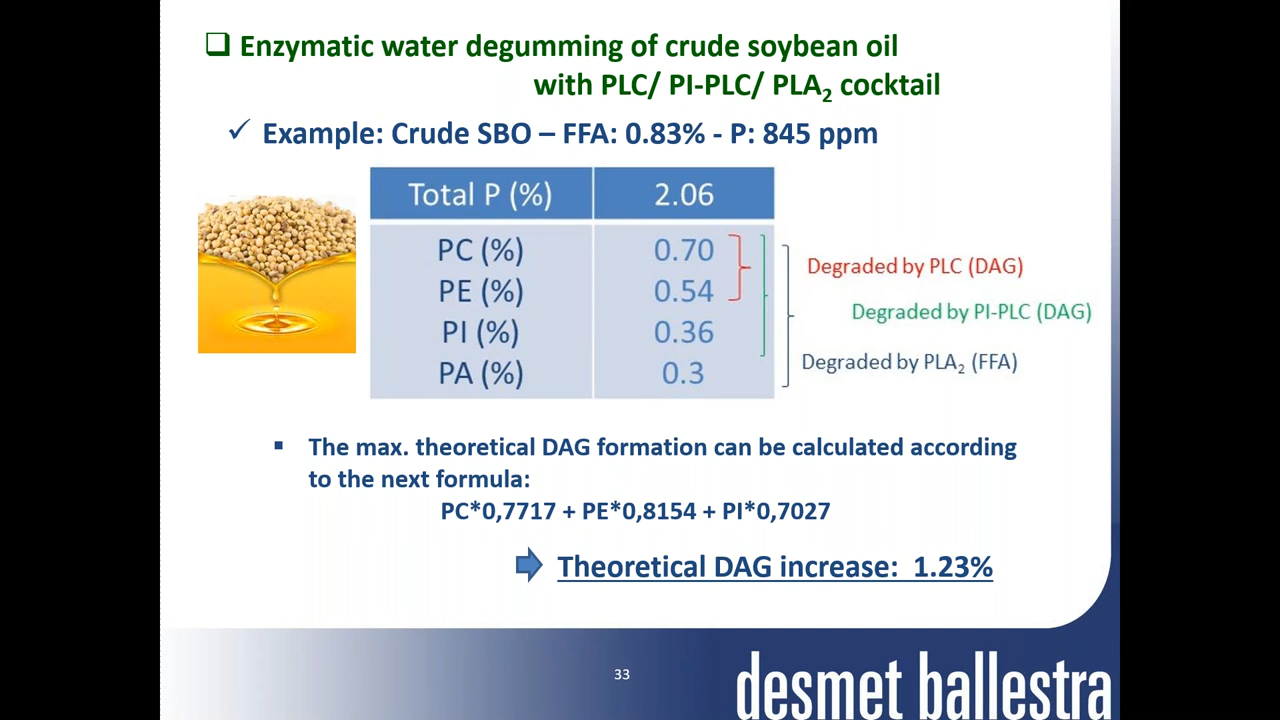 Enzymatic water degumming of crude soybean oil
with PLC/ PI-PLC/ PLA₂ cocktail
Example: Crude SBO – FFA: 0.83% - P: 845 ppm
Total P (%) 2.06
PC (%) 0.70
PE (%) 0.54
PI (%) 0.36
PA (%) 0.3
Degraded by PLC (DAG)
Degraded by PI-PLC (DAG)
Degraded by PLA₂ (FFA)
The max. theoretical DAG formation can be calculated according
to the next formula:
PC*0,7717 + PE*0,8154 + PI*0,7027
Theoretical DAG increase: 1.23%
33
desmet ballestra